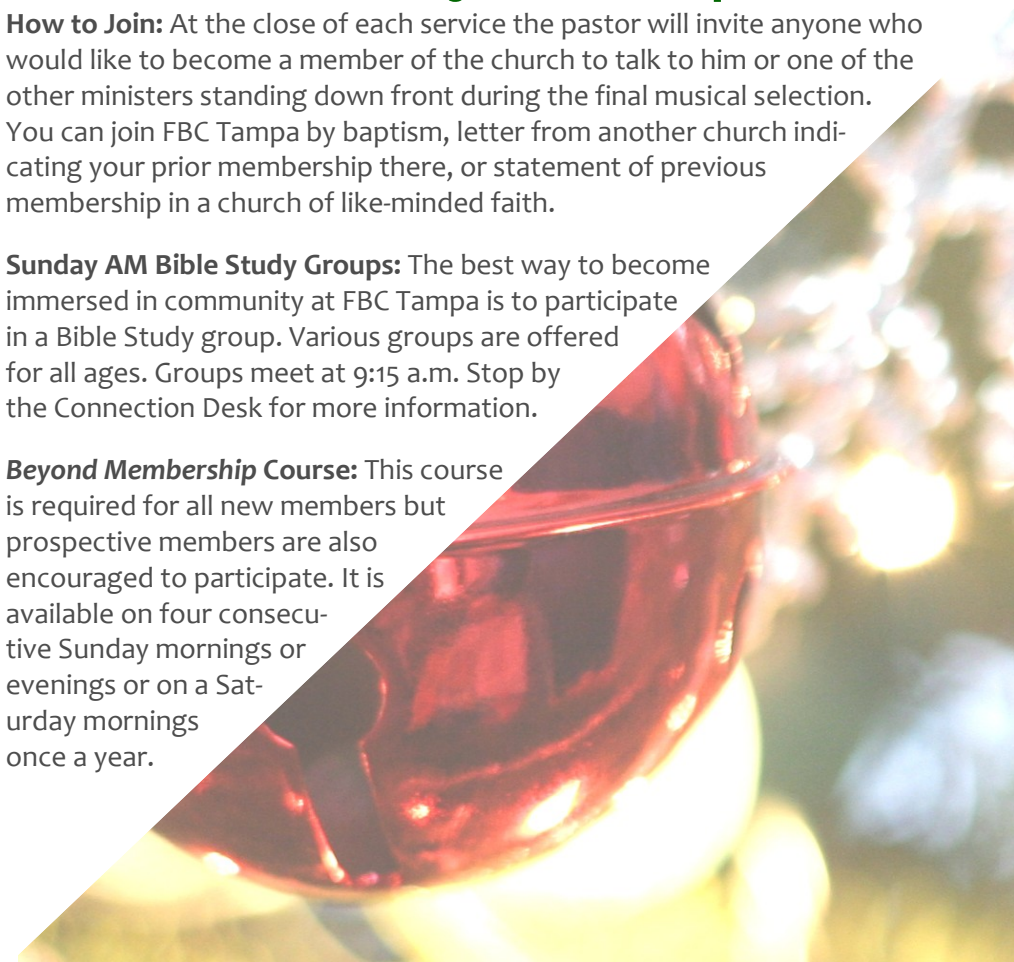 How to Join: At the close of each service the pastor will invite anyone who
would like to become a member of the church to talk to him or one of the
other ministers standing down front during the final musical selection.
You can join FBC Tampa by baptism, letter from another church indi-
cating your prior membership there, or statement of previous
membership in a church of like-minded faith.
Sunday AM Bible Study Groups: The best way to become
immersed in community at FBC Tampa is to participate
in a Bible Study group. Various groups are offered
for all ages. Groups meet at 9:15 a.m. Stop by
the Connection Desk for more information.
Beyond Membership Course: This course
is required for all new members but
prospective members are also
encouraged to participate. It is
available on four consecu-
tive Sunday mornings or
evenings or on a Sat-
urday mornings
once a year.